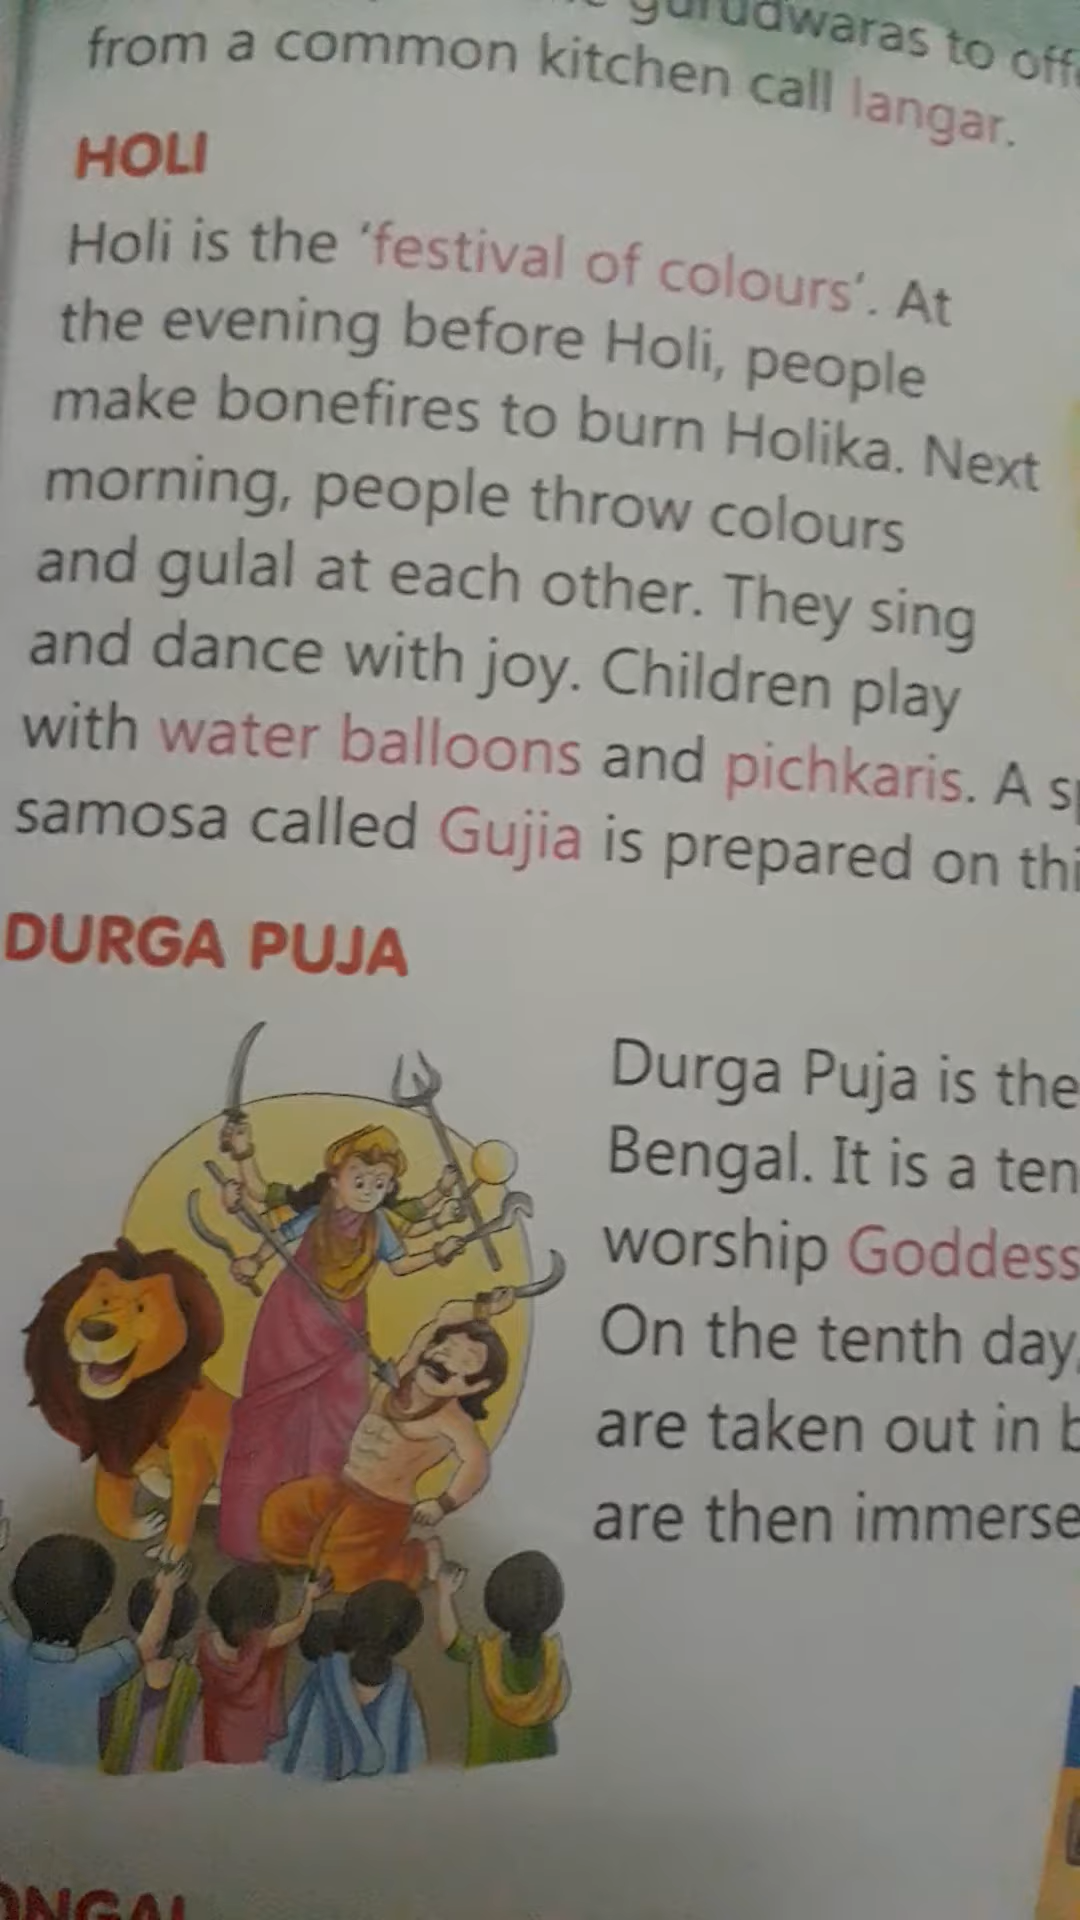 gurudwaras to
from a common kitchen call langar.
HOLI
Holi is the ‘festival of colours’. At
the evening before Holi, people
make bonefires to burn Holika. Next
morning, people throw colours
and gulal at each other. They sing
and dance with joy. Children play
with water balloons and pichkaris. A
samosa called Gujia is prepared on
DURGA PUJA
Durga Puja is the
Bengal. It is a ten
worship Goddess
On the tenth day,
are taken out in
are then